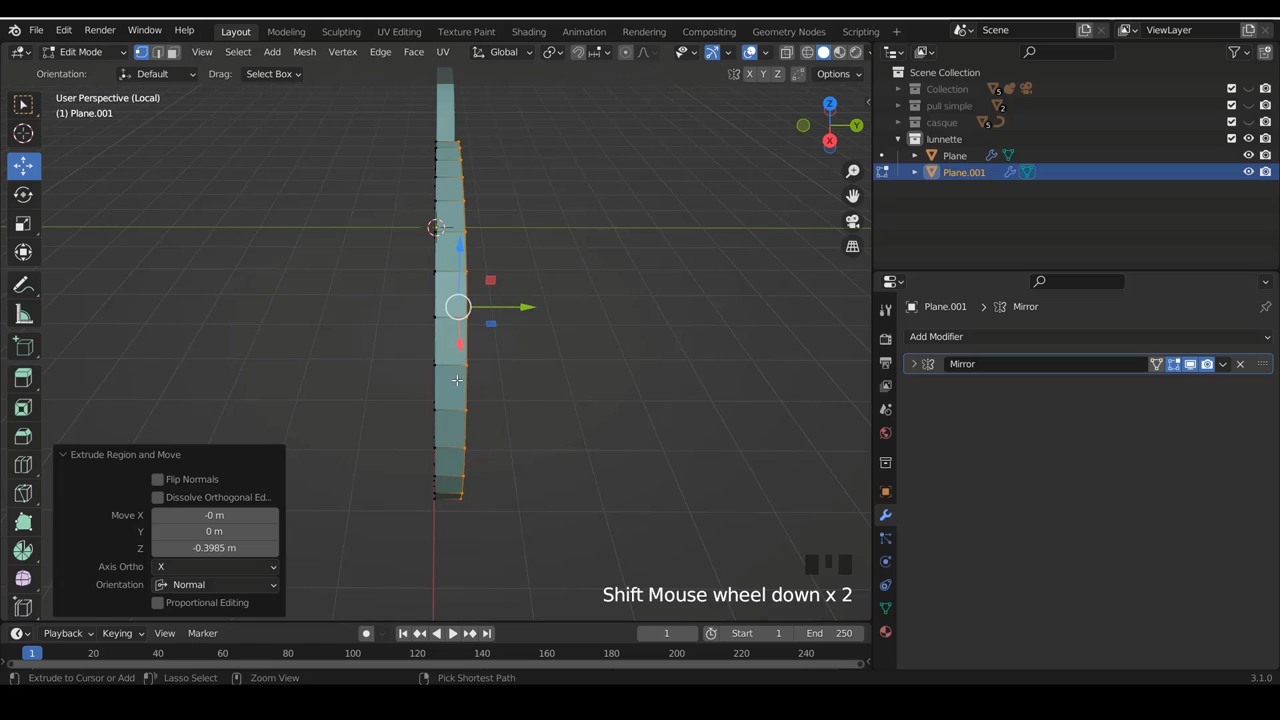 File Edit Render Window Help Layout Modeling Sculpting UV Editing Texture Paint Shading Animation Rendering Compositing Geometry Nodes Scripting Scene ViewLayer
Edit Mode View Select Add Mesh Vertex Edge Face UV Global
Orientation: Default Drag: Select Box X Y Z Options
User Perspective (Local)
(1) Plane.001
Z
Y
X
Scene Collection
Collection 5
pull simple 2
casque 5
lunnette
Plane
Plane.001
Plane.001 Mirror
Add Modifier
Mirror
Extrude Region and Move
Flip Normals
Dissolve Orthogonal Ed...
Move X -0 m
Y 0 m
Z -0.3985 m
Axis Ortho X
Orientation Normal
Proportional Editing
Shift Mouse wheel down x 2
Playback Keying View Marker 1 Start 1 End 250
1 20 40 60 80 100 120 140 160 180 200 220 240
Extrude to Cursor or Add Lasso Select Zoom View Pick Shortest Path 3.1.0